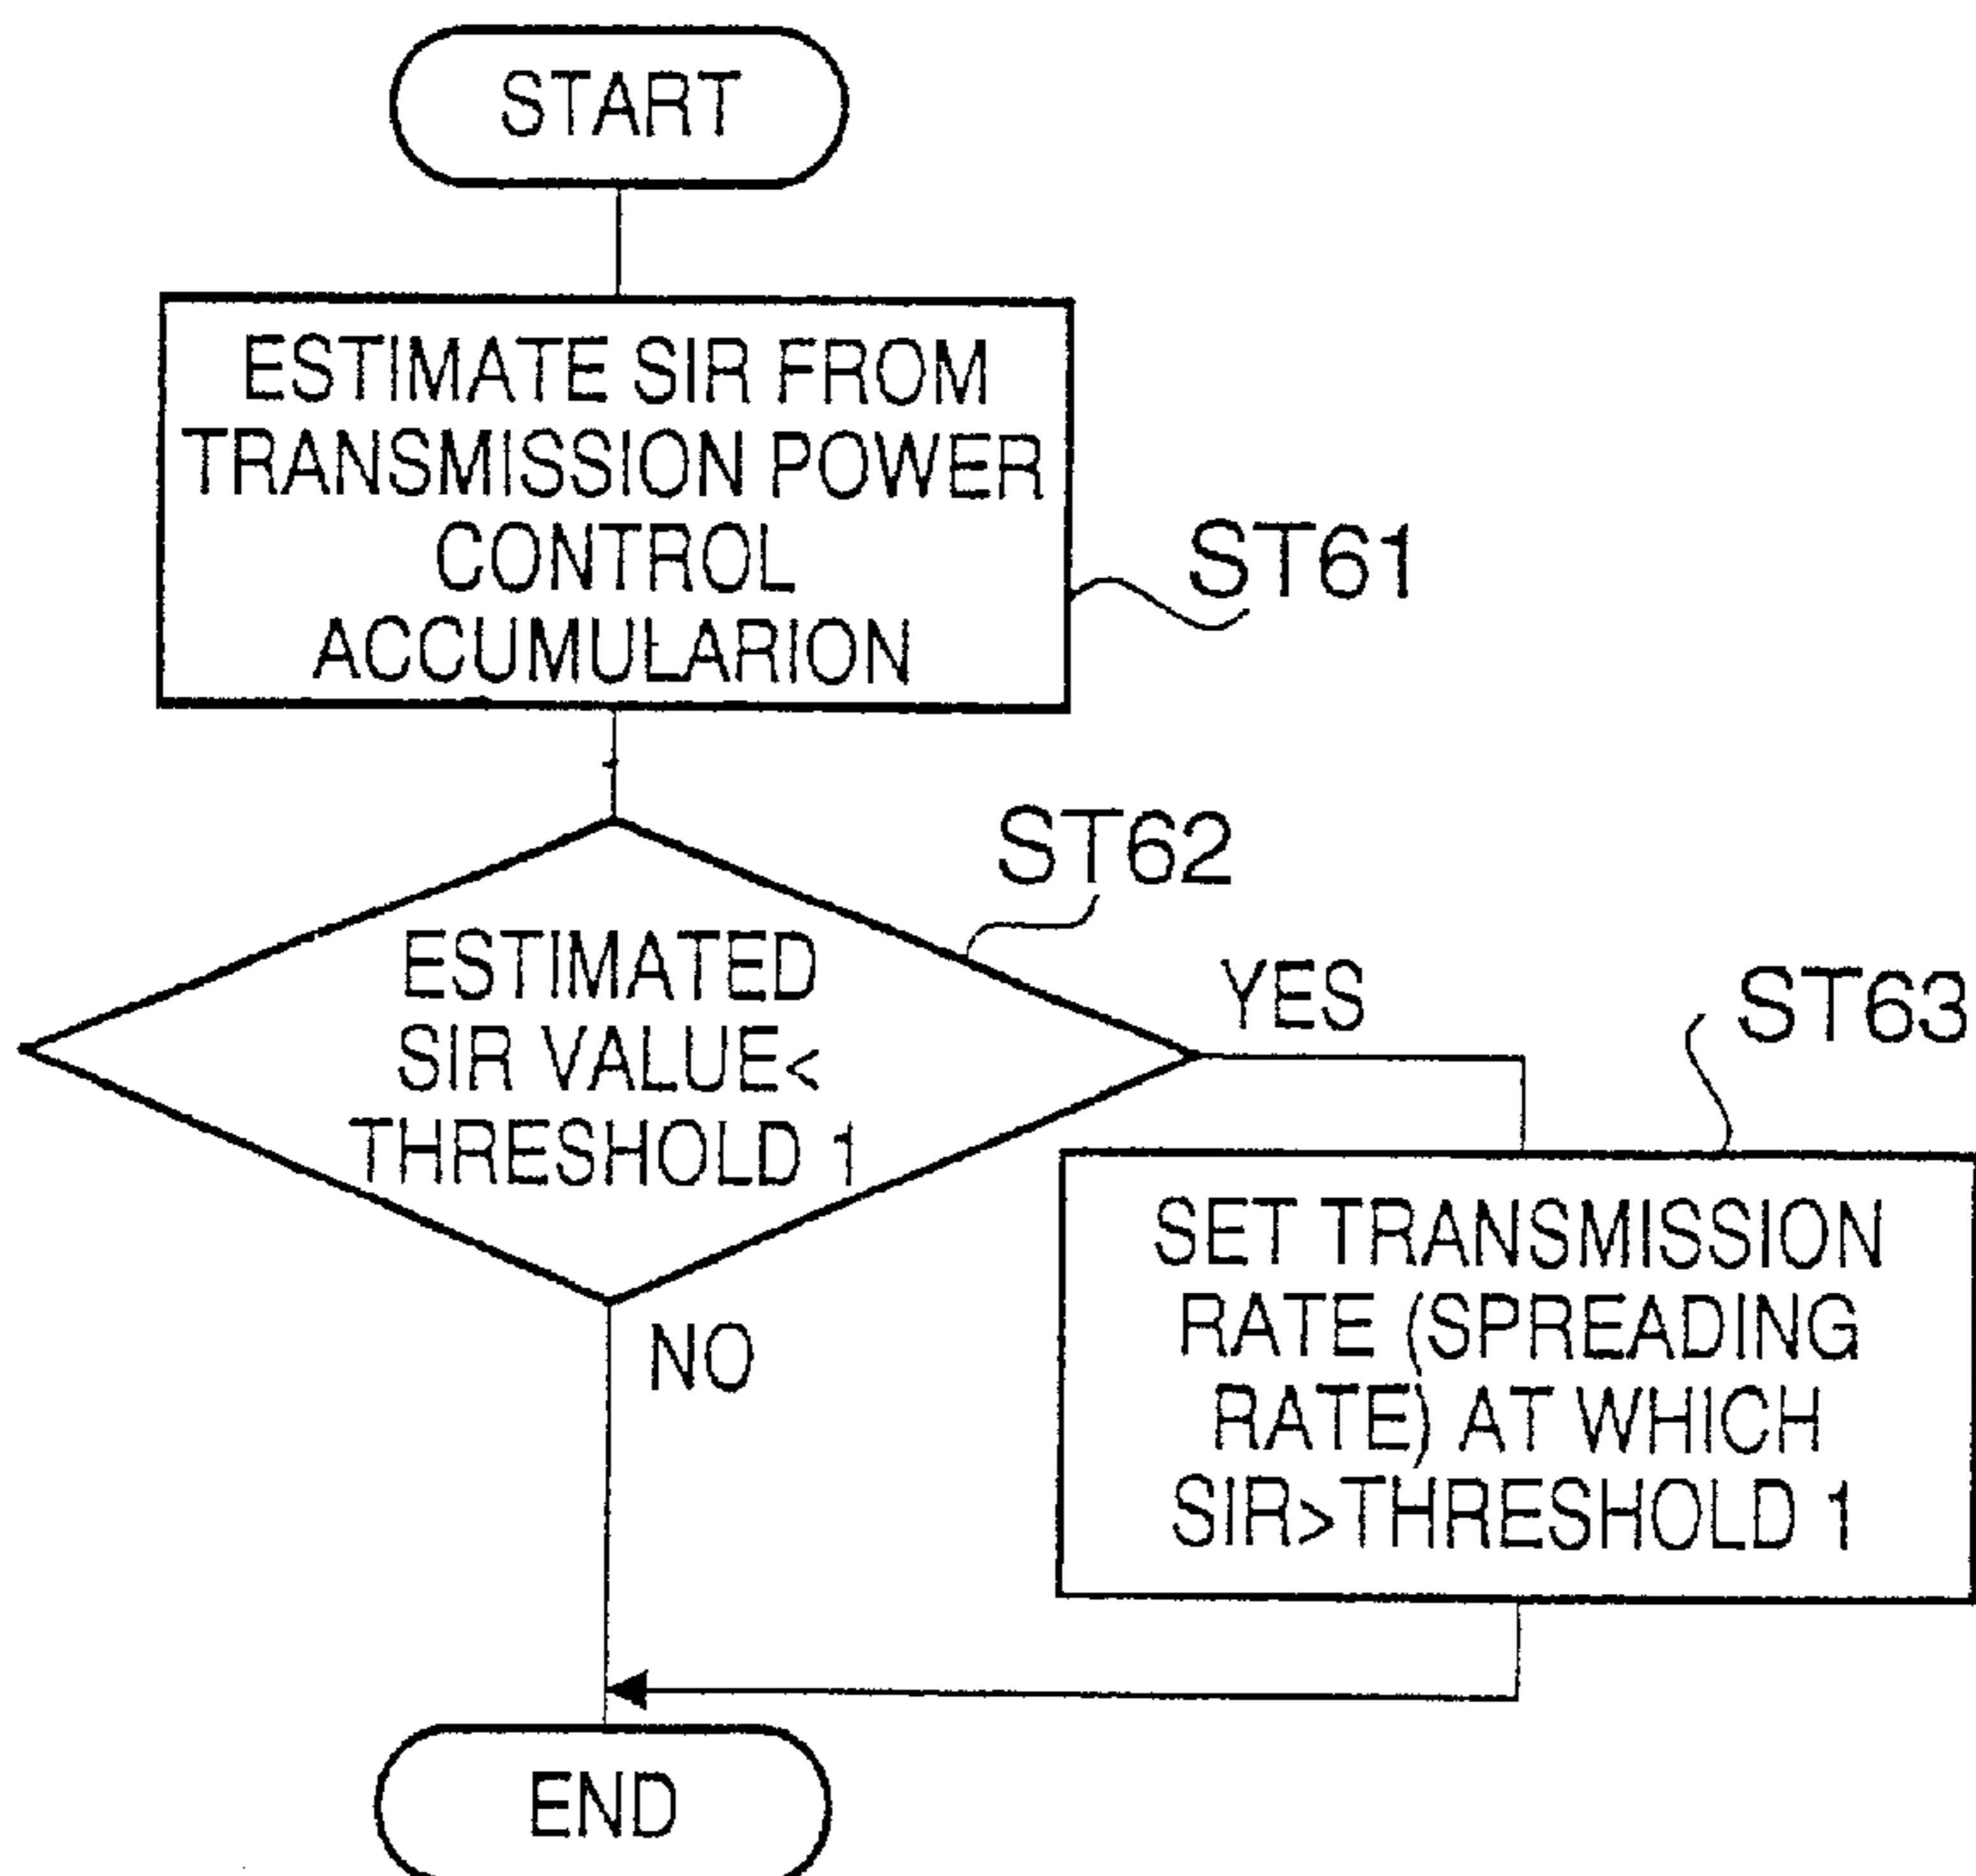 START
ESTIMATE SIR FROM
TRANSMISSION POWER
CONTROL
ACCUMULARION
ST61
ST62
ESTIMATED
SIR VALUE<
THRESHOLD 1
YES
NO
ST63
SET TRANSMISSION
RATE (SPREADING
RATE) AT WHICH
SIR>THRESHOLD 1
END